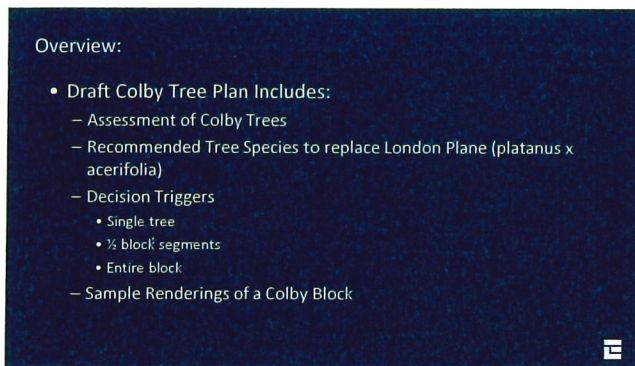 Overview:
• Draft Colby Tree Plan Includes:
– Assessment of Colby Trees
– Recommended Tree Species to replace London Plane (platanus x
acerifolia)
– Decision Triggers
• Single tree
• ½ block segments
• Entire block
– Sample Renderings of a Colby Block